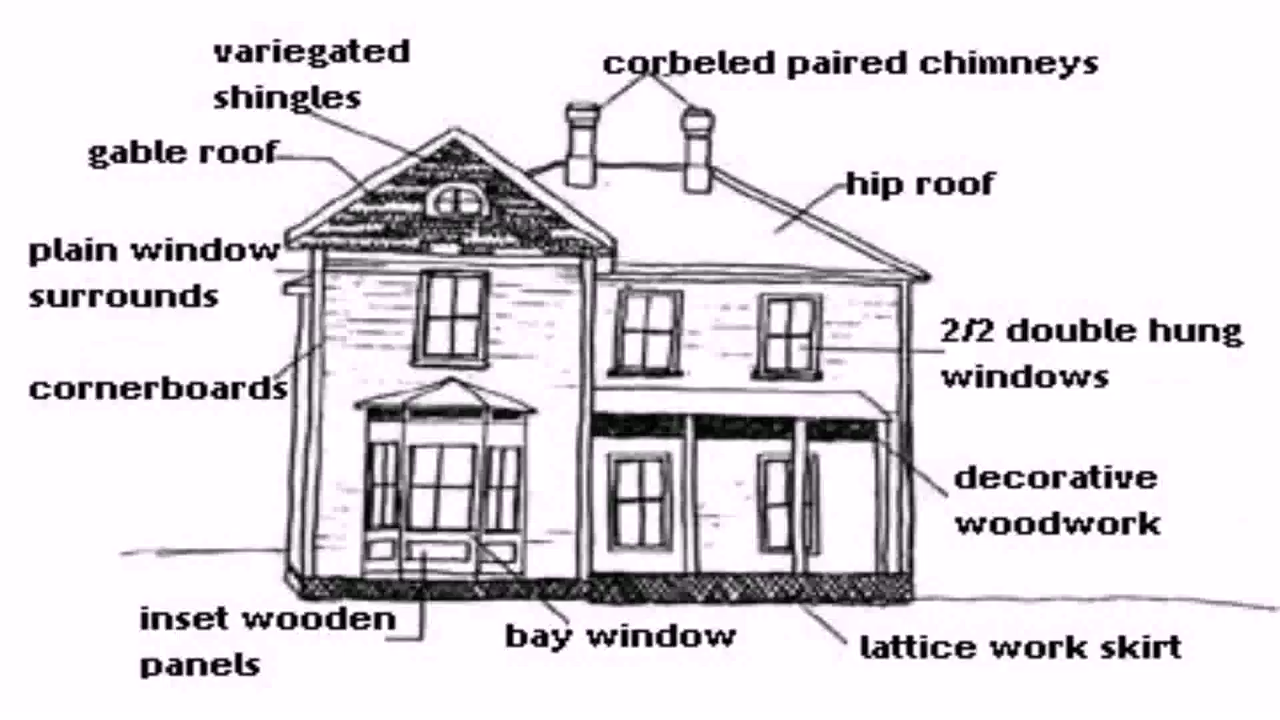 variegated
shingles
corbeled paired chimneys
gable roof
hip roof
plain window
surrounds
2/2 double hung
windows
cornerboards
decorative
woodwork
inset wooden
panels
bay window
lattice work skirt